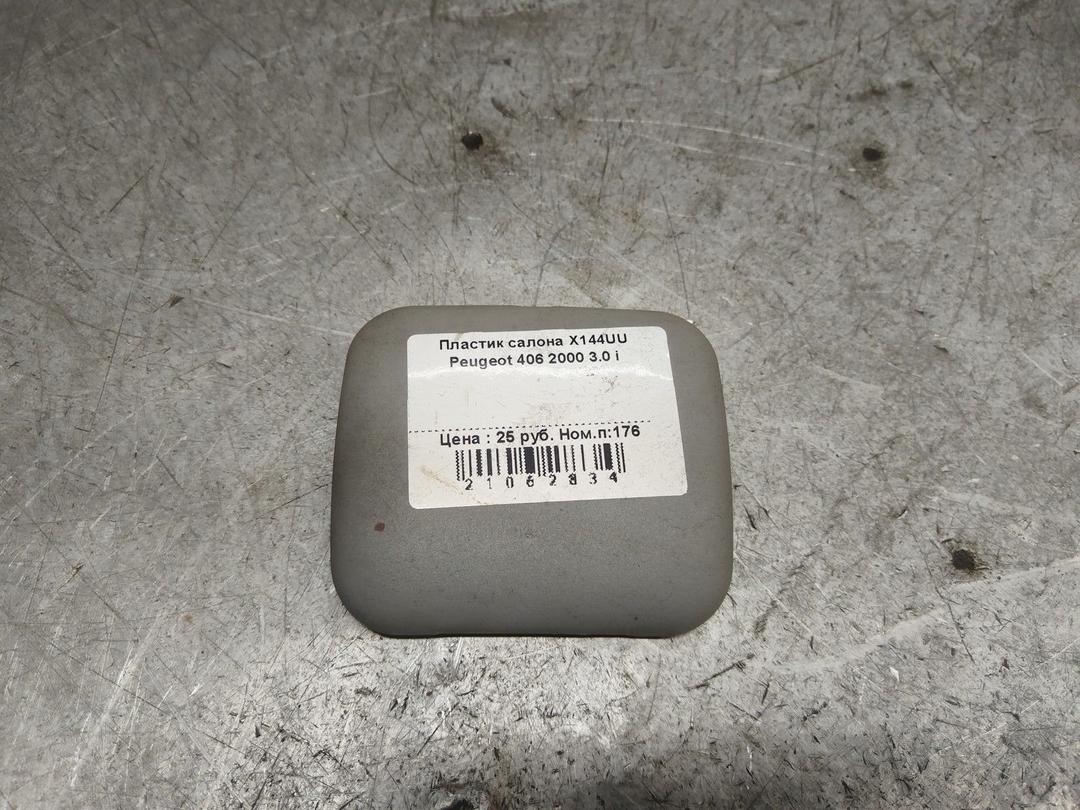 Пластик салона X144UU
Peugeot 406 2000 3.0 i
Цена : 25 руб. Ном.п:176
21062834